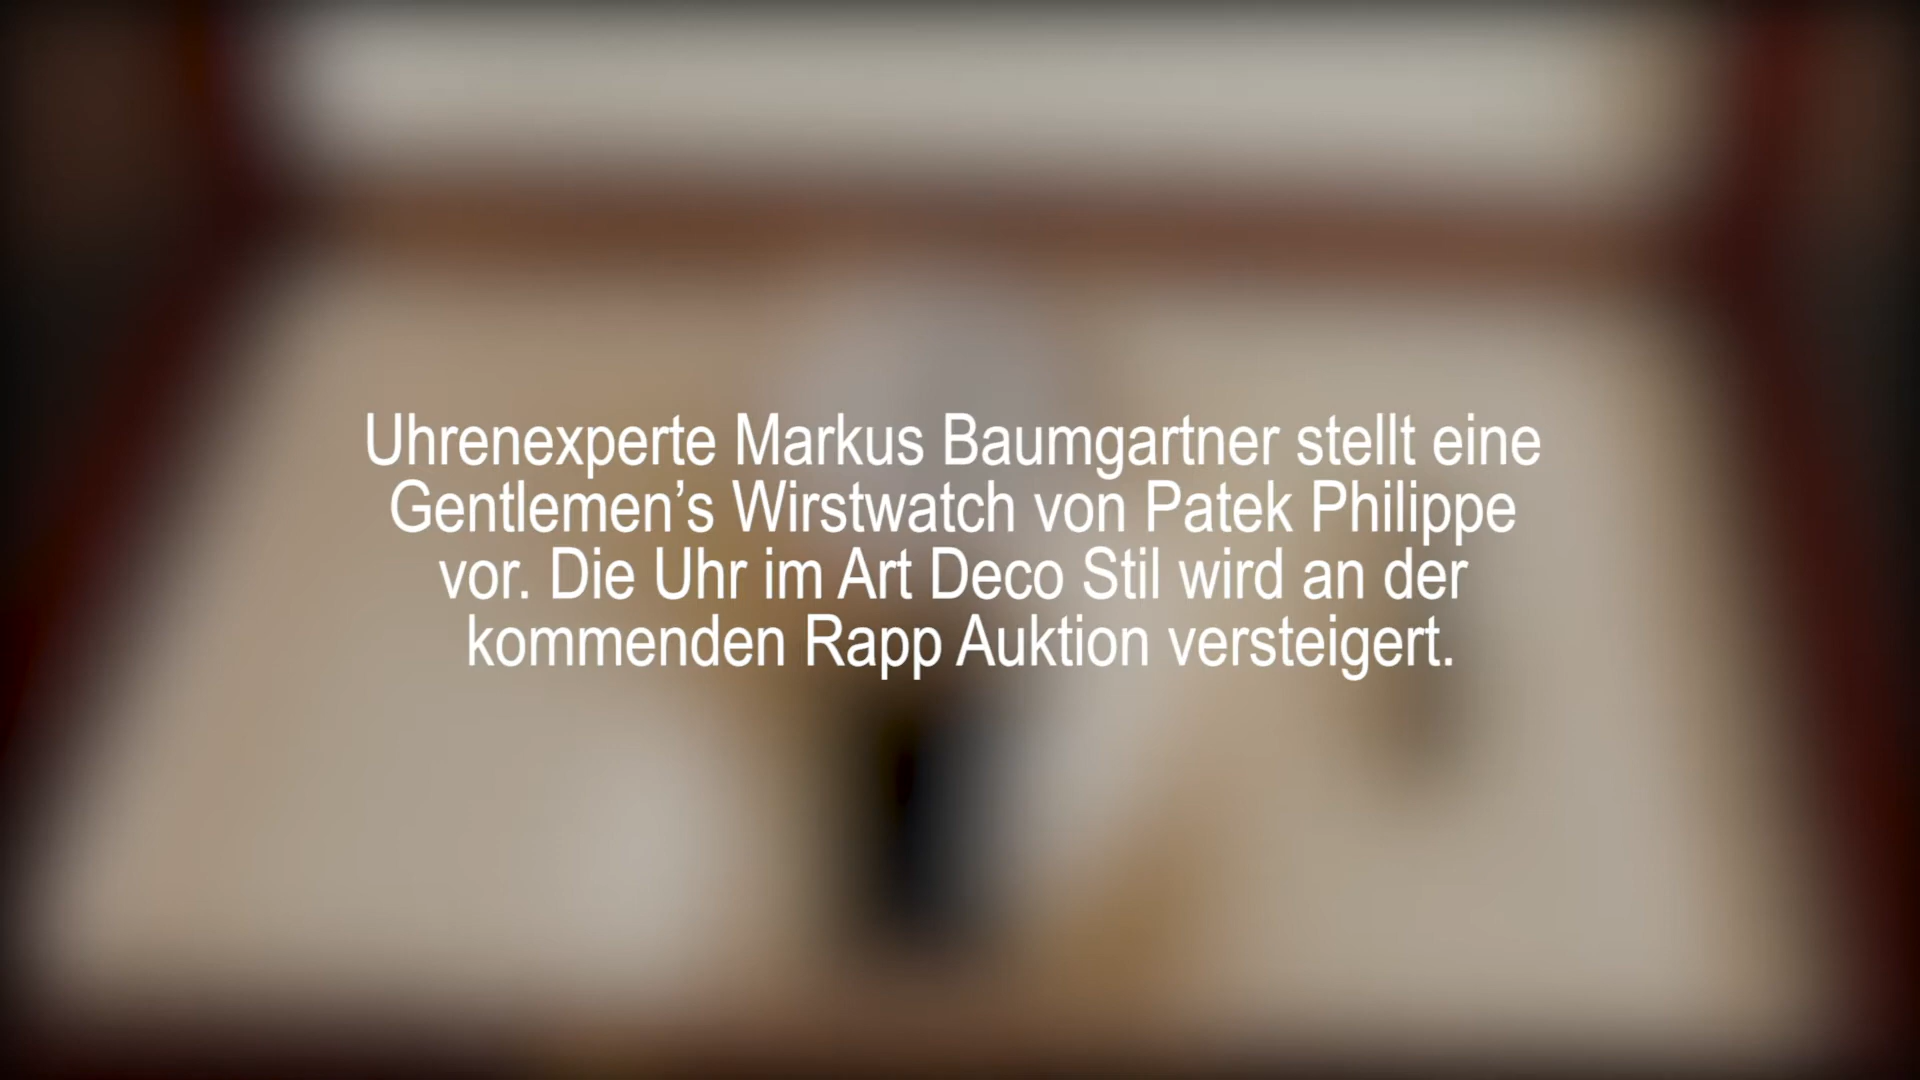 Uhrenexperte Markus Baumgartner stellt eine
Gentlemen’s Wirstwatch von Patek Philippe
vor. Die Uhr im Art Deco Stil wird an der
kommenden Rapp Auktion versteigert.